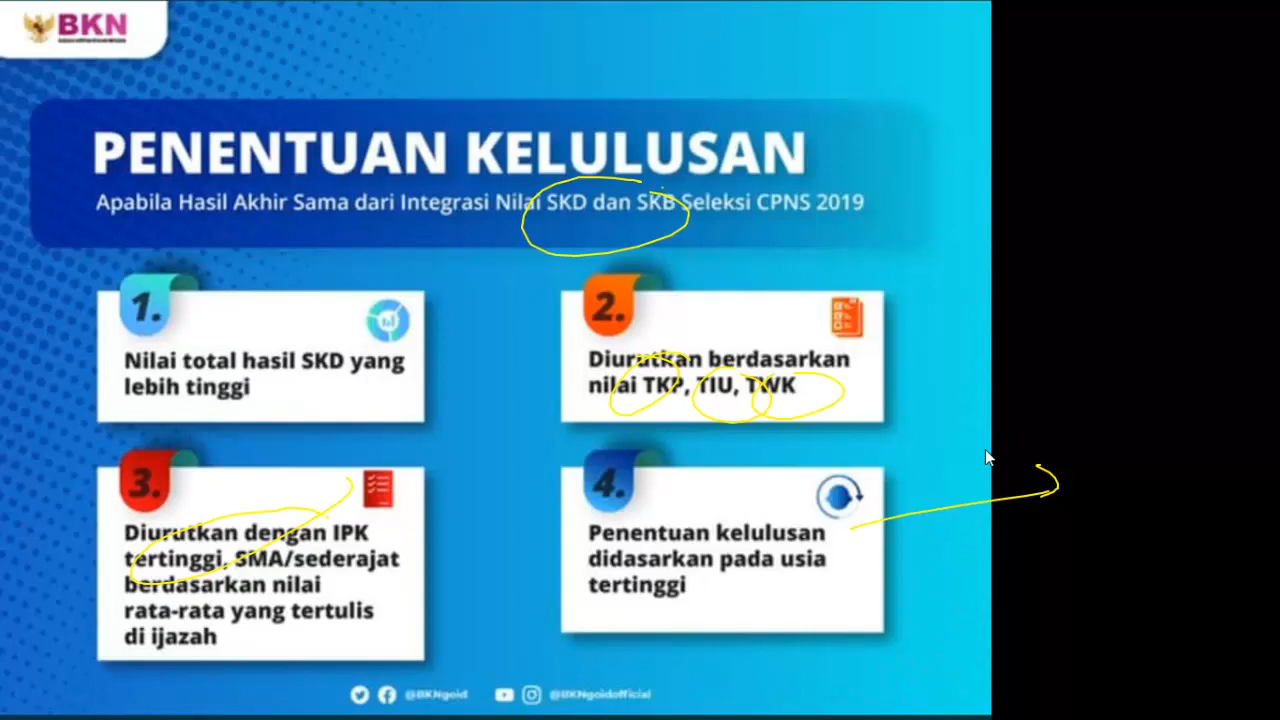 BKN
PENENTUAN KELULUSAN
Apabila Hasil Akhir Sama dari Integrasi Nilai SKD dan SKB Seleksi CPNS 2019
1.
Nilai total hasil SKD yang
lebih tinggi
2.
Diurutkan berdasarkan
nilai TKP, TIU, TWK
3.
Diurutkan dengan IPK
tertinggi, SMA/sederajat
berdasarkan nilai
rata-rata yang tertulis
di ijazah
4.
Penentuan kelulusan
didasarkan pada usia
tertinggi
@BKNgoid @BKNgoidofficial